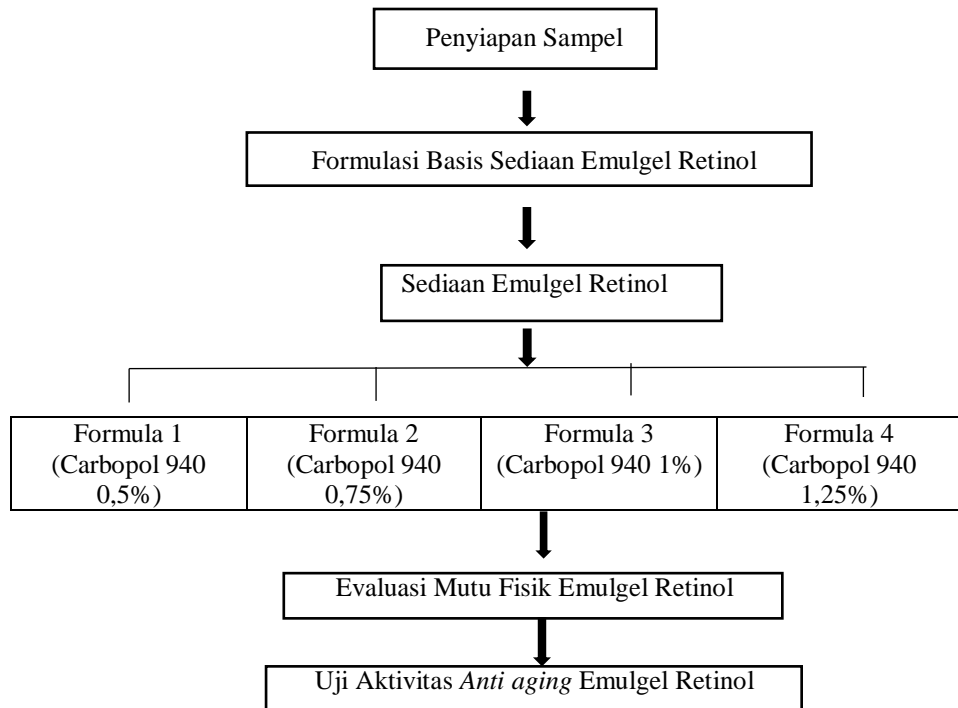 Penyiapan Sampel
Formulasi Basis Sediaan Emulgel Retinol
Sediaan Emulgel Retinol
Formula 1
(Carbopol 940
0,5%)
Formula 2
(Carbopol 940
0,75%)
Formula 3
(Carbopol 940 1%)
Formula 4
(Carbopol 940
1,25%)
Evaluasi Mutu Fisik Emulgel Retinol
Uji Aktivitas Anti aging Emulgel Retinol